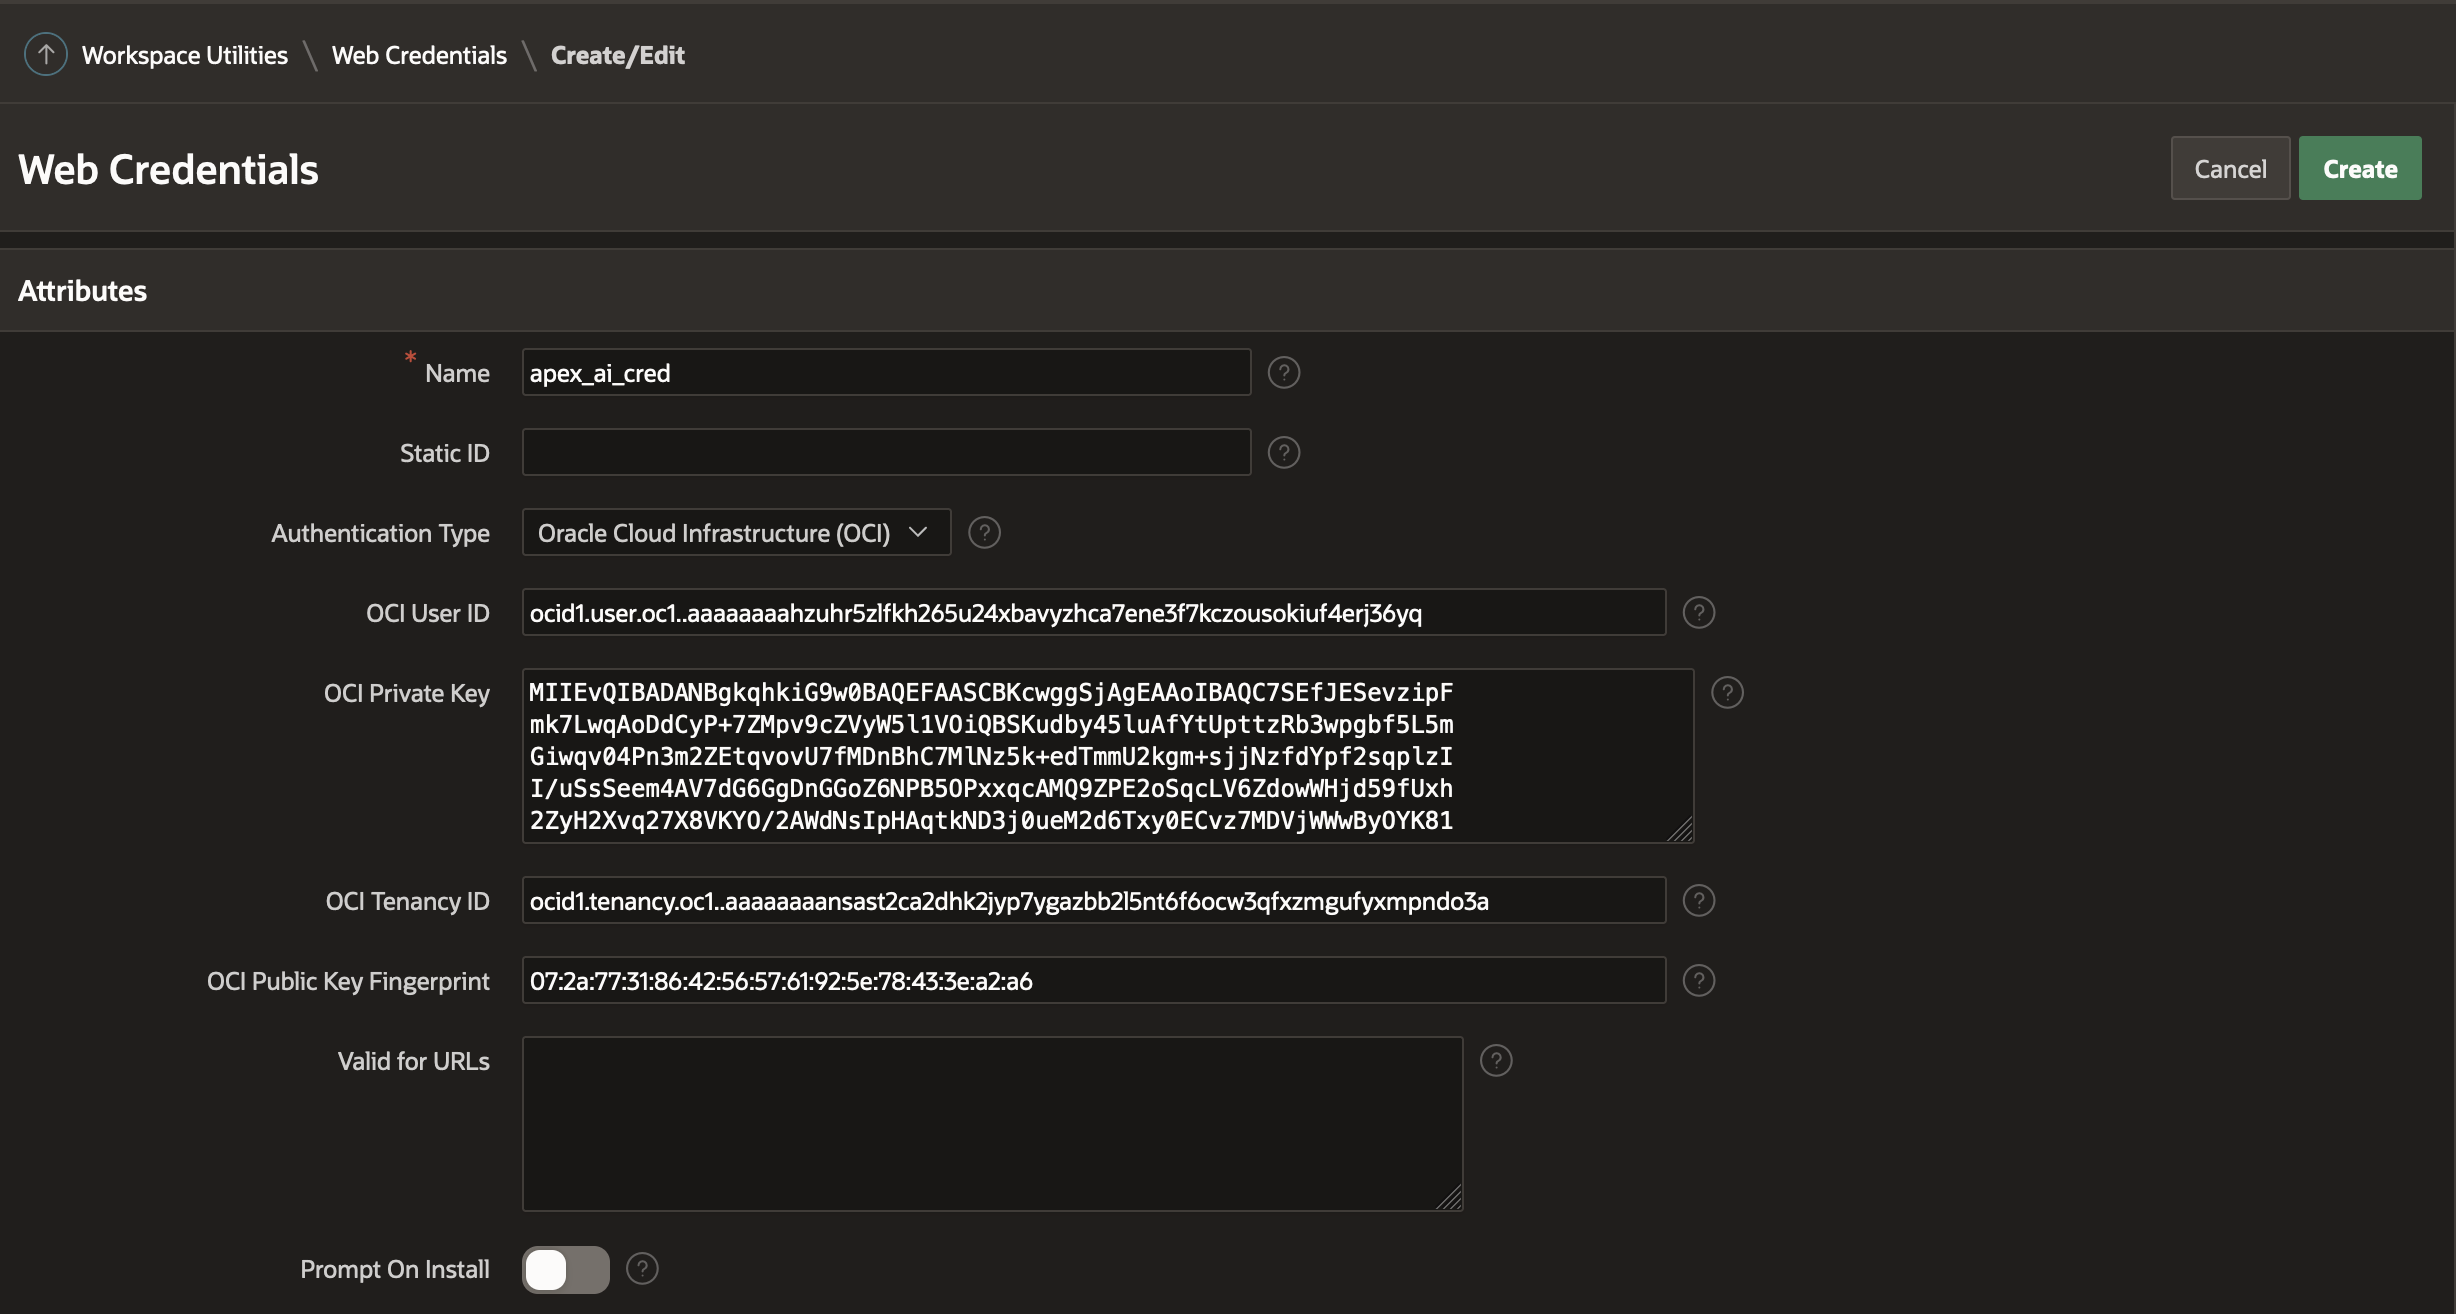 Workspace Utilities \ Web Credentials \ Create/Edit
Web Credentials
Cancel
Create
Attributes
* Name
apex_ai_cred
Static ID
Authentication Type
Oracle Cloud Infrastructure (OCI)
OCI User ID
ocid1.user.oc1..aaaaaaaahzuhr5zlfkh265u24xbavyzhca7ene3f7kczousokiuf4erj36yq
OCI Private Key
MIIEvQIBADANBgkqhkiG9w0BAQEFAASCBKcwggSjAgEAAoIBAQC7SEfJESevzipF
mk7LwqAoDdCyP+7ZMpv9cZVyW5l1VOiQBSKudby45luAfYtUpttzRb3wpgbf5L5m
Giwqv04Pn3m2ZEtqvovU7fMDnBhC7MlNz5k+edTmmU2kgm+sjjNzfdYpf2sqplzI
I/uSsSeem4AV7dG6GgDnGGoZ6NPB5OPxxqcAMQ9ZPE2oSqcLV6ZdowWHjd59fUxh
2ZyH2Xvq27X8VKYO/2AWdNsIpHAqtkND3j0ueM2d6Txy0ECvz7MDVjWWwByOYK81
OCI Tenancy ID
ocid1.tenancy.oc1..aaaaaaaansast2ca2dhk2jyp7ygazbb2l5nt6f6ocw3qfxzmgufyxmpndo3a
OCI Public Key Fingerprint
07:2a:77:31:86:42:56:57:61:92:5e:78:43:3e:a2:a6
Valid for URLs
Prompt On Install